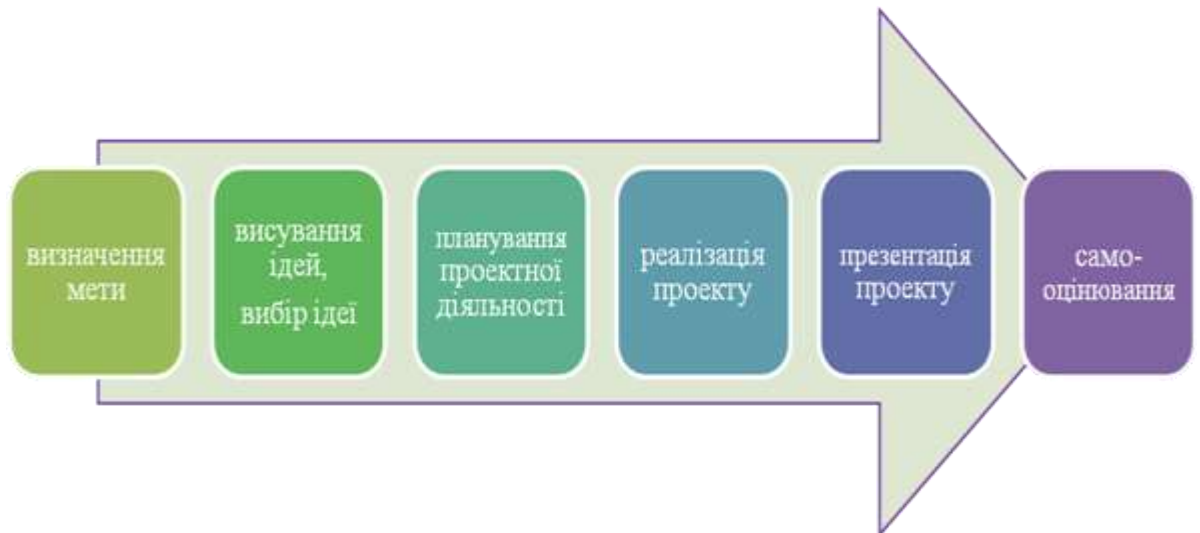 визначення
мети
висування
ідей,
вибір ідеї
планування
проектної
діяльності
реалізація
проекту
презентація
проекту
само-
оцінювання